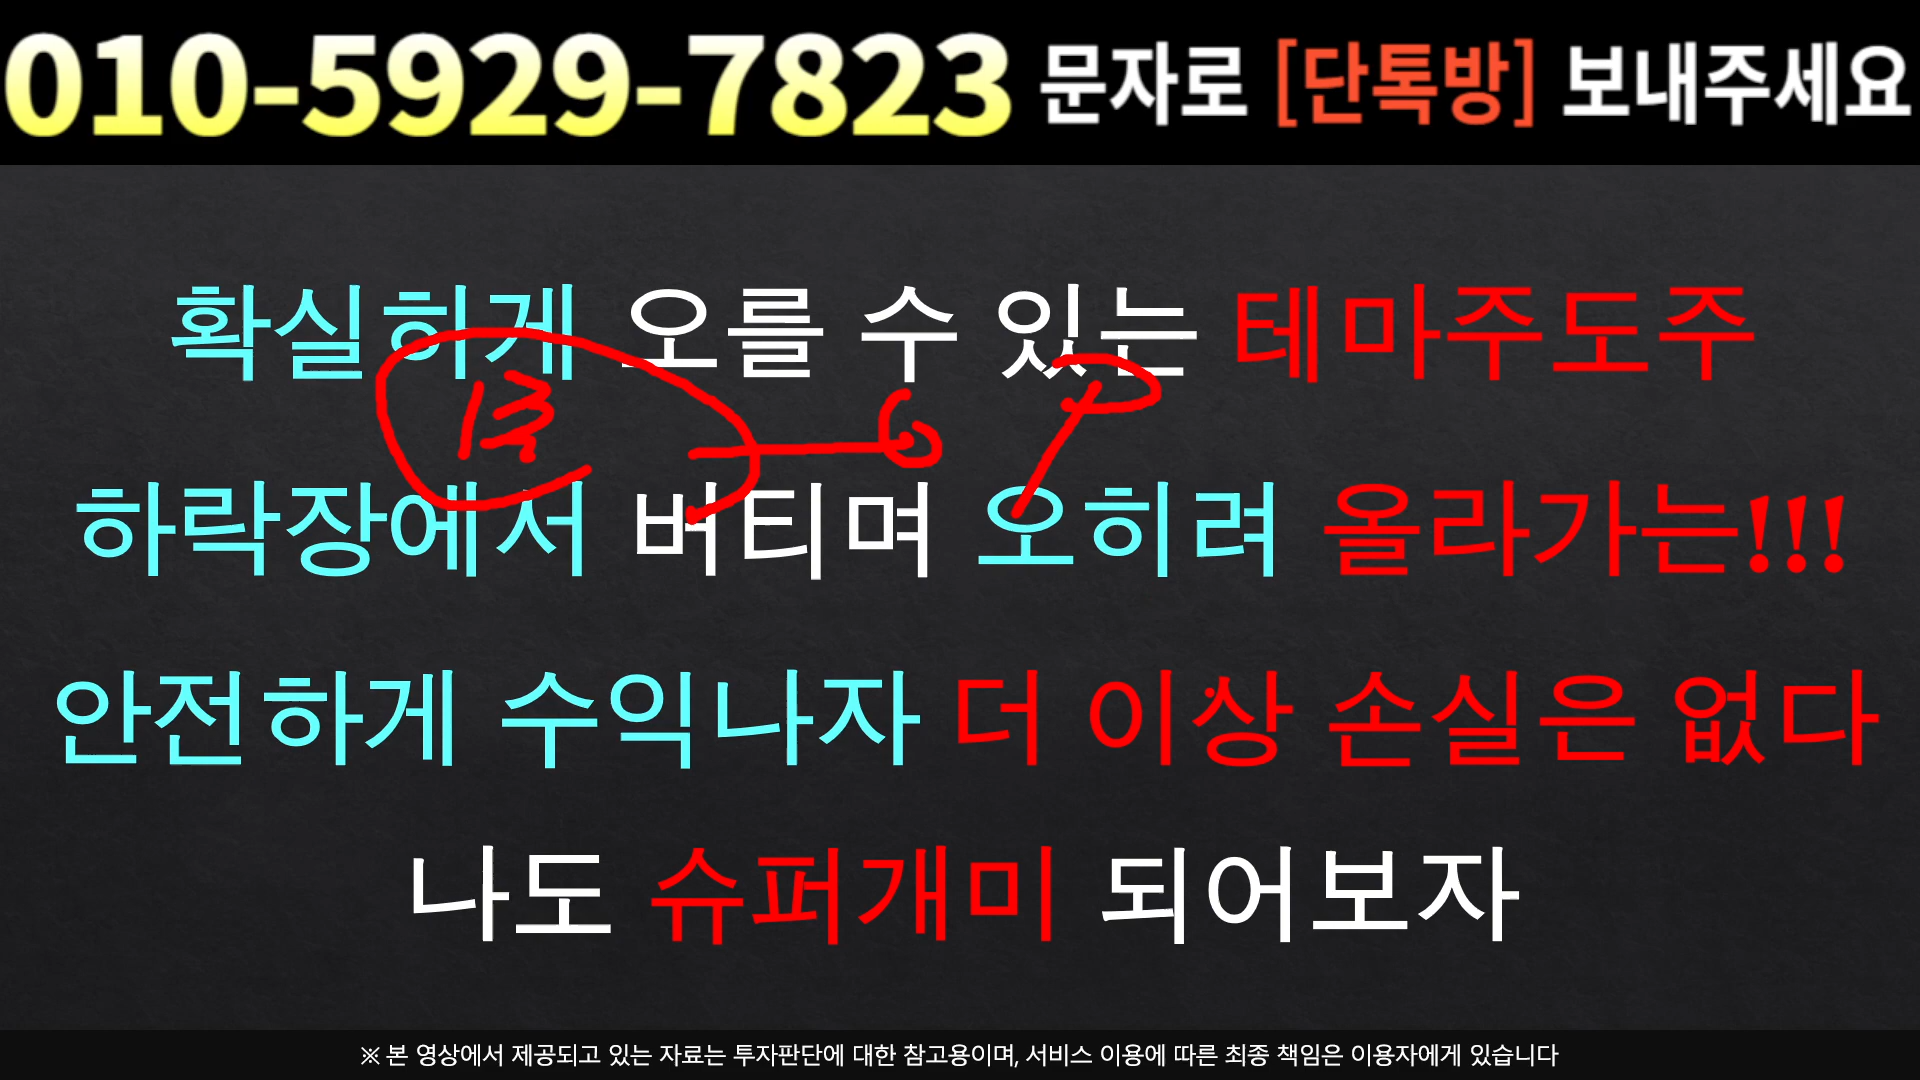 010-5929-7823 문자로 [단톡방] 보내주세요
확실하게 오를 수 있는 테마주도주
13
하락장에서 버티며 오히려 올라가는!!!
안전하게 수익나자 더 이상 손실은 없다
나도 슈퍼개미 되어보자
※ 본 영상에서 제공되고 있는 자료는 투자판단에 대한 참고용이며, 서비스 이용에 따른 최종 책임은 이용자에게 있습니다